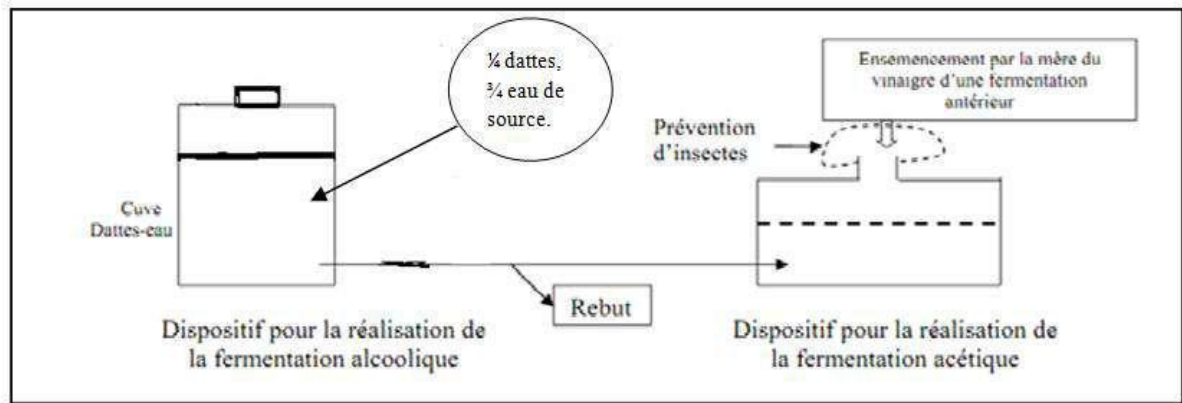 ¼ dattes,
¾ eau de
source.
Ensemencement par la mère du
vinaigre d'une fermentation
antérieur
Prévention
d'insectes
Cuve
Dattes-eau
Rebut
Dispositif pour la réalisation de
la fermentation alcoolique
Dispositif pour la réalisation de
la fermentation acétique